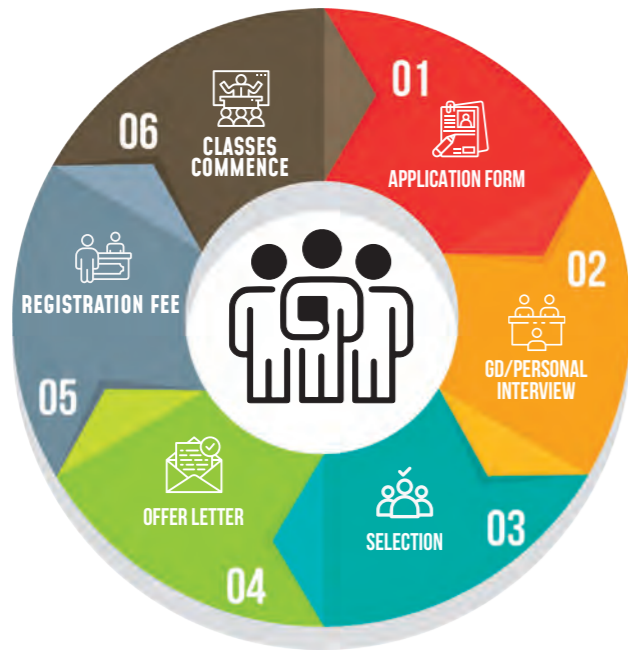 01
APPLICATION FORM
02
GD/PERSONAL
INTERVIEW
03
SELECTION
04
OFFER LETTER
05
REGISTRATION FEE
06
CLASSES
COMMENCE